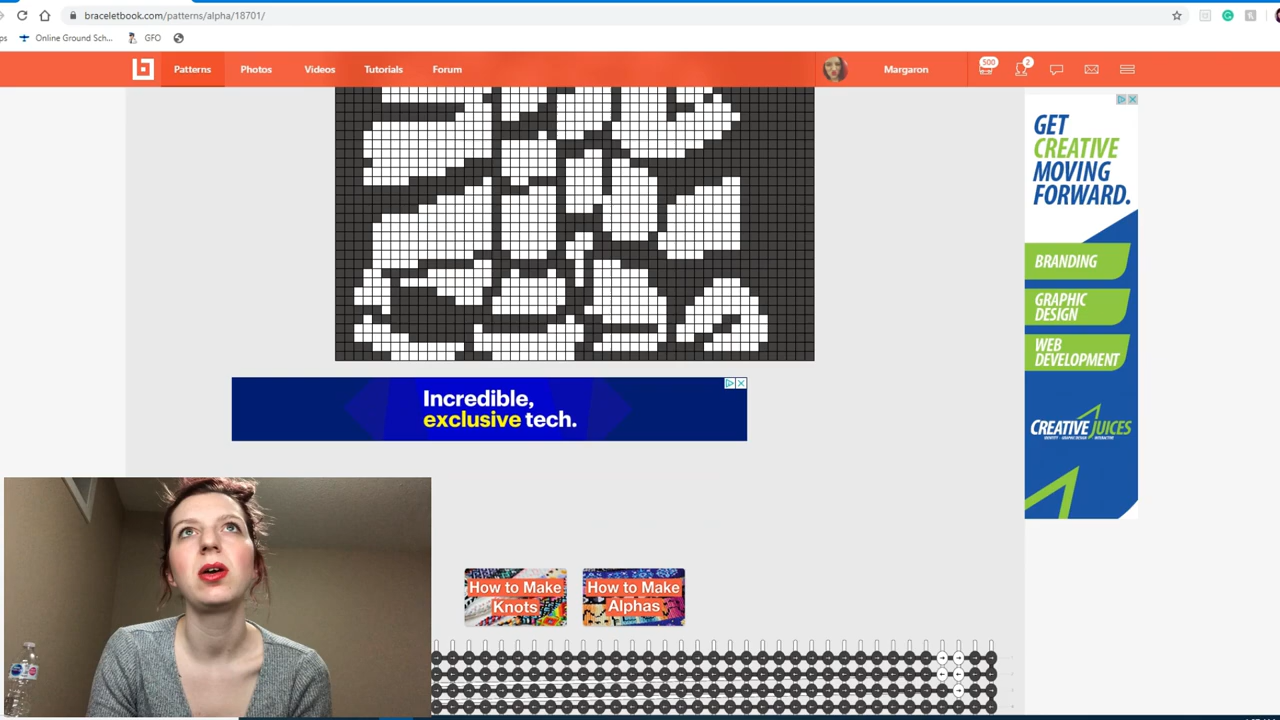 braceletbook.com/patterns/alpha/18701/
ps Online Ground Sch... GFO
Patterns Photos Videos Tutorials Forum Margaron 500 2
GET
CREATIVE
MOVING
FORWARD.
BRANDING
GRAPHIC
DESIGN
WEB
DEVELOPMENT
CREATIVE JUICES
Incredible,
exclusive tech.
How to Make
Knots
How to Make
Alphas